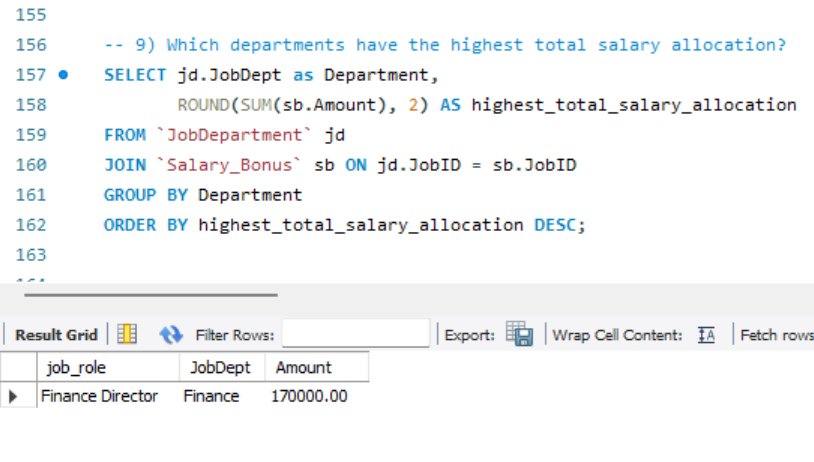 155
156 -- 9) Which departments have the highest total salary allocation?
157 SELECT jd.JobDept as Department,
158 ROUND(SUM(sb.Amount), 2) AS highest_total_salary_allocation
159 FROM `JobDepartment` jd
160 JOIN `Salary_Bonus` sb ON jd.JobID = sb.JobID
161 GROUP BY Department
162 ORDER BY highest_total_salary_allocation DESC;
163
Result Grid Filter Rows: Export: Wrap Cell Content: Fetch rows
job_role JobDept Amount
Finance Director Finance 170000.00